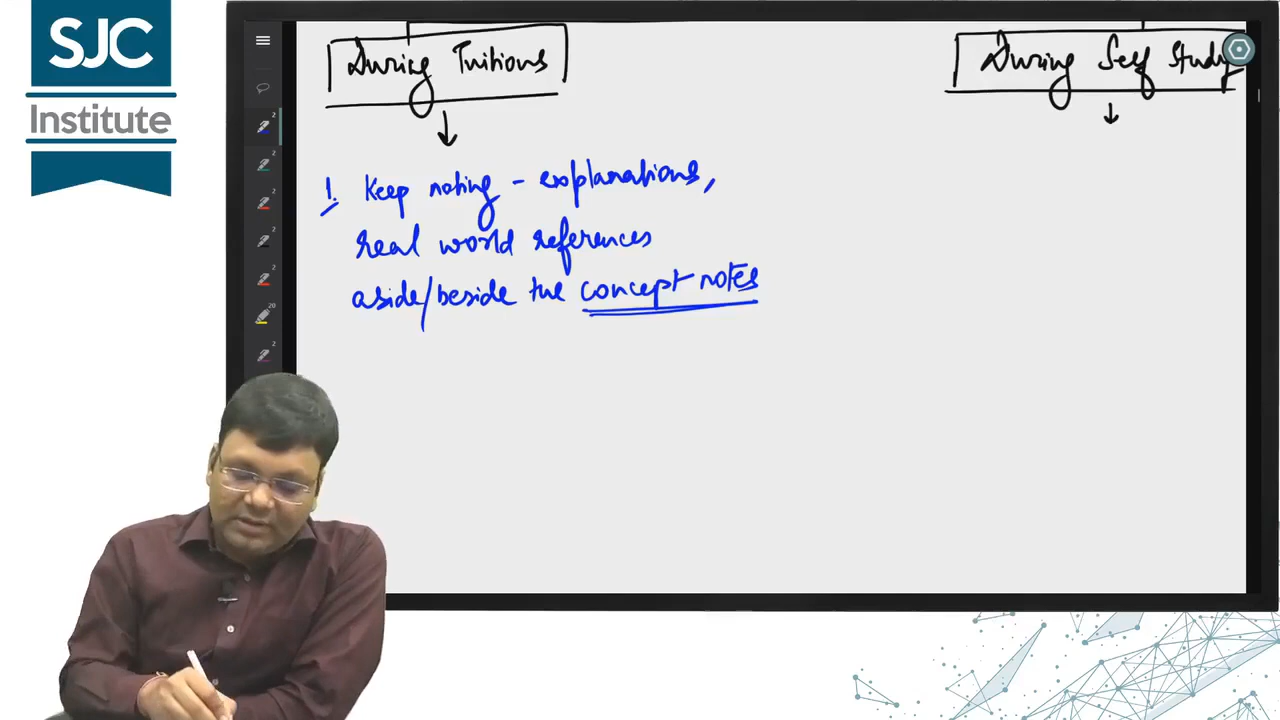 SJC
Institute
During Tuitions
During Self Study
1. Keep noting - explanations,
real world references
aside/beside the concept notes